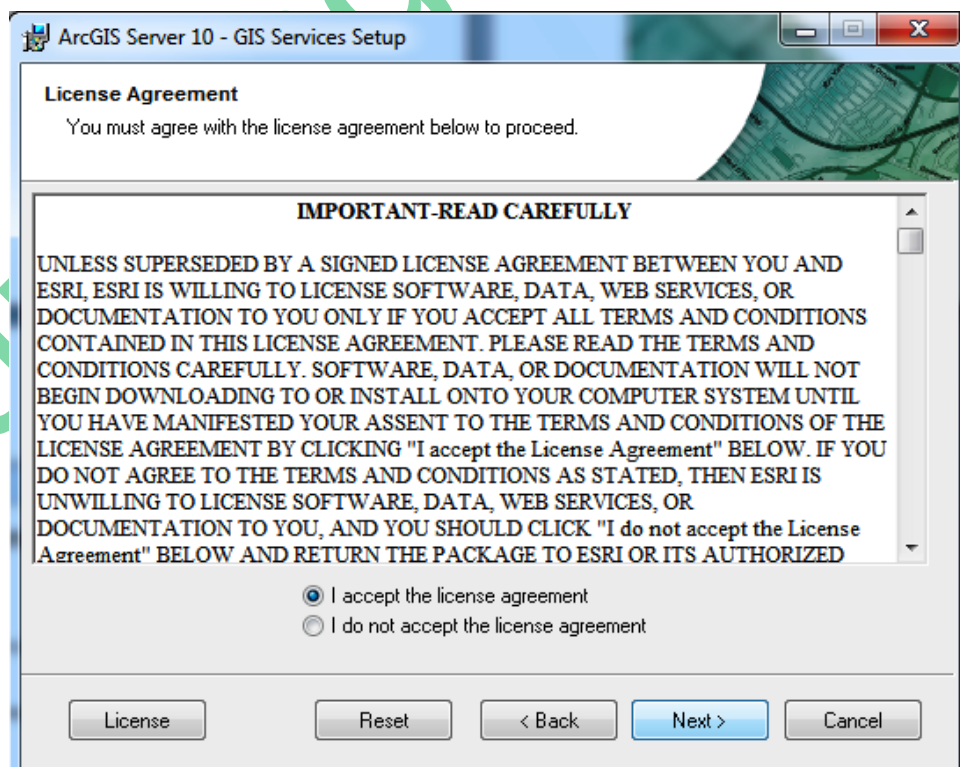 ArcGIS Server 10 - GIS Services Setup
License Agreement
You must agree with the license agreement below to proceed.
IMPORTANT-READ CAREFULLY
UNLESS SUPERSEDED BY A SIGNED LICENSE AGREEMENT BETWEEN YOU AND
ESRI, ESRI IS WILLING TO LICENSE SOFTWARE, DATA, WEB SERVICES, OR
DOCUMENTATION TO YOU ONLY IF YOU ACCEPT ALL TERMS AND CONDITIONS
CONTAINED IN THIS LICENSE AGREEMENT. PLEASE READ THE TERMS AND
CONDITIONS CAREFULLY. SOFTWARE, DATA, OR DOCUMENTATION WILL NOT
BEGIN DOWNLOADING TO OR INSTALL ONTO YOUR COMPUTER SYSTEM UNTIL
YOU HAVE MANIFESTED YOUR ASSENT TO THE TERMS AND CONDITIONS OF THE
LICENSE AGREEMENT BY CLICKING "I accept the License Agreement" BELOW. IF YOU
DO NOT AGREE TO THE TERMS AND CONDITIONS AS STATED, THEN ESRI IS
UNWILLING TO LICENSE SOFTWARE, DATA, WEB SERVICES, OR
DOCUMENTATION TO YOU, AND YOU SHOULD CLICK "I do not accept the License
Agreement" BELOW AND RETURN THE PACKAGE TO ESRI OR ITS AUTHORIZED
I accept the license agreement
I do not accept the license agreement
License Reset < Back Next > Cancel